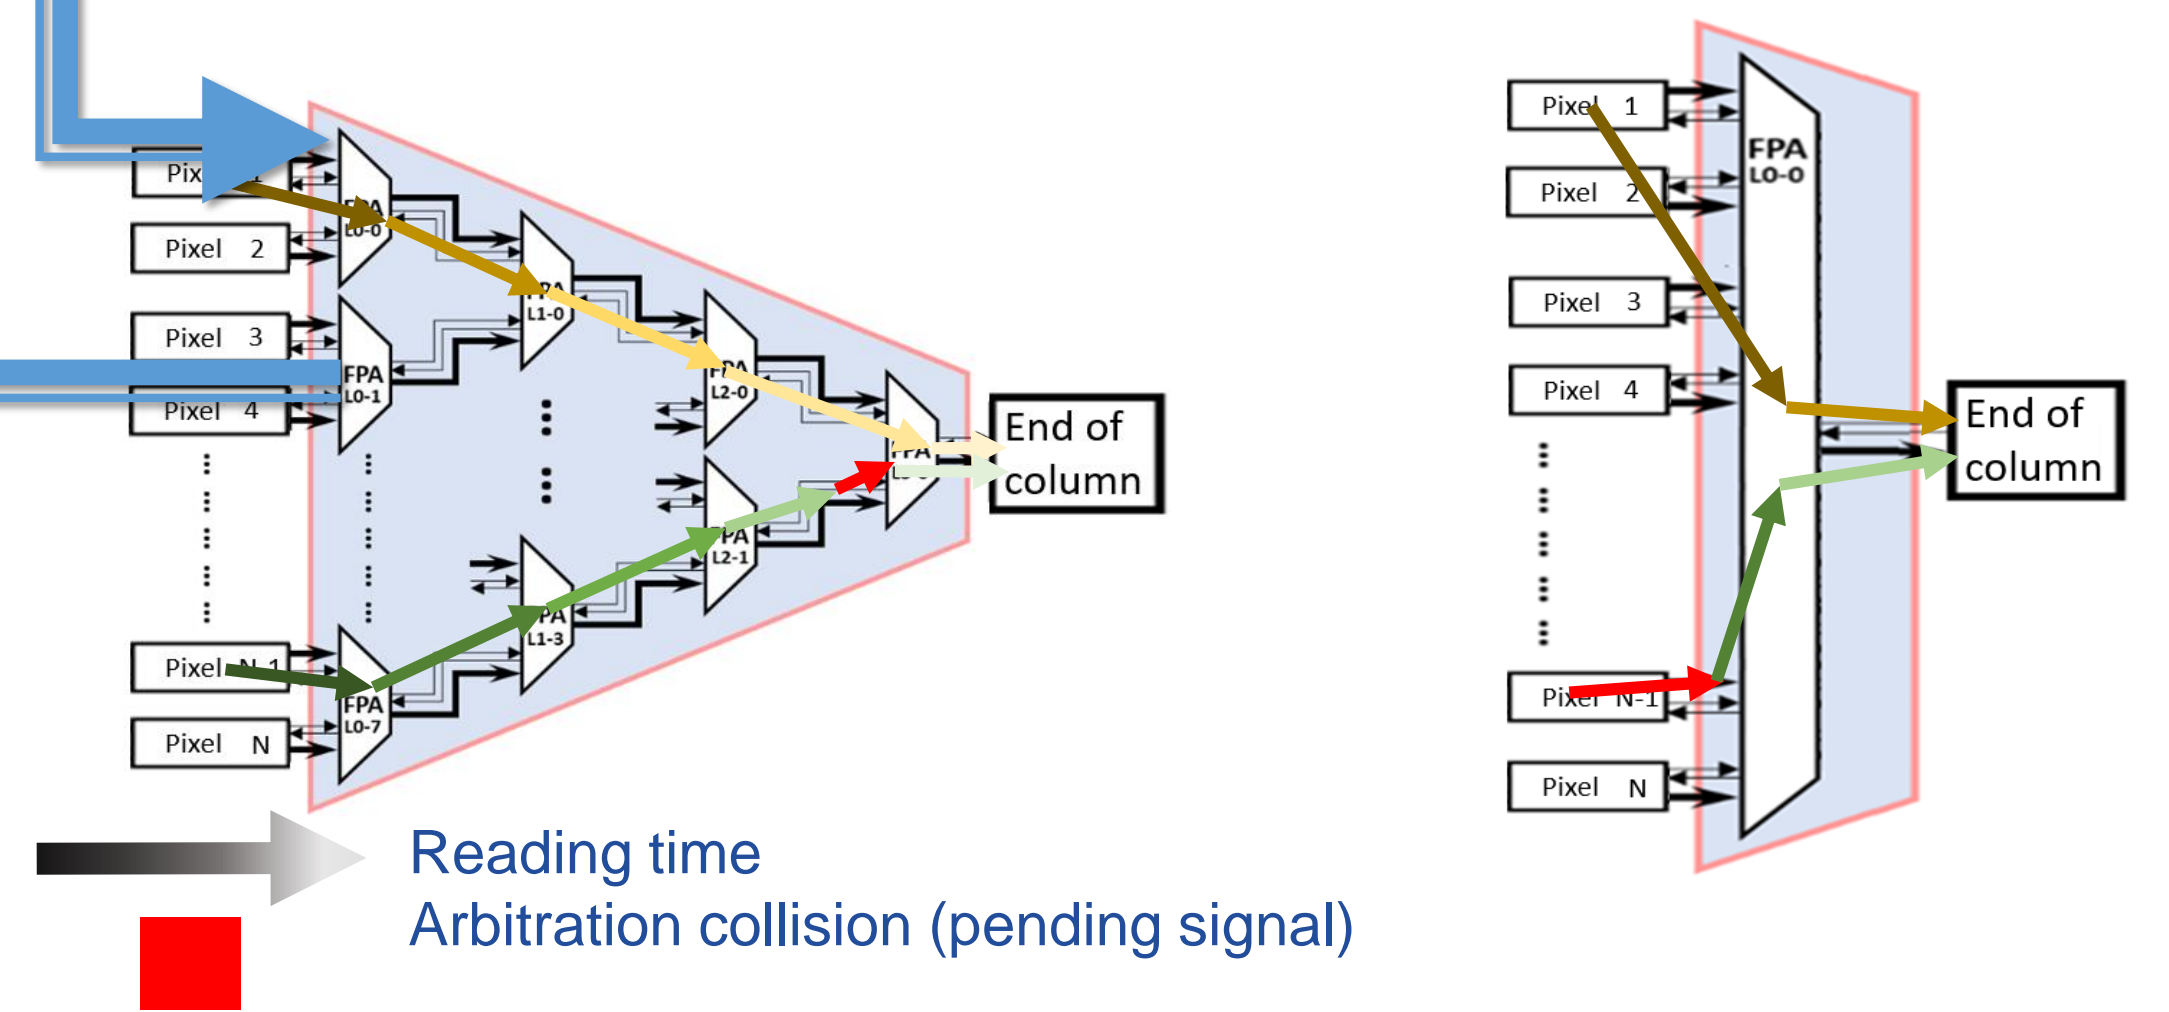 Pixel 2
Pixel 3
Pixel 4
Pixel N-1
Pixel N
L0-0
FPA
L0-1
FPA
L0-7
L1-0
L1-3
L2-0
L2-1
FPA
End of
column
Pixel 1
Pixel 2
Pixel 3
Pixel 4
Pixel N-1
Pixel N
FPA
L0-0
End of
column
Reading time
Arbitration collision (pending signal)